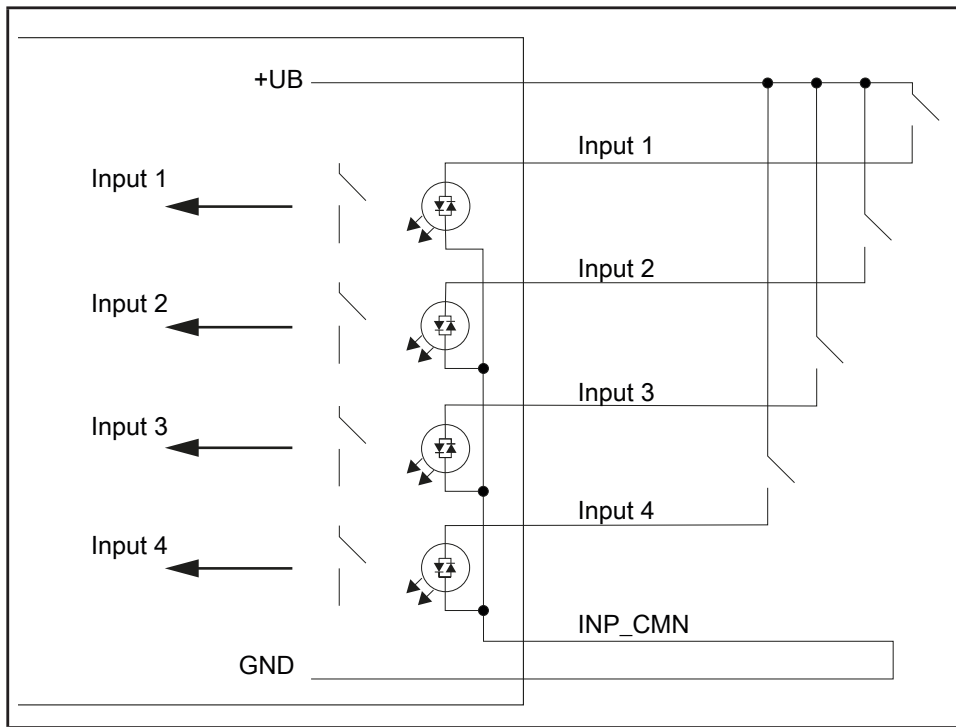 +UB
Input 1
Input 1
Input 2
Input 2
Input 3
Input 3
Input 4
Input 4
INP_CMN
GND